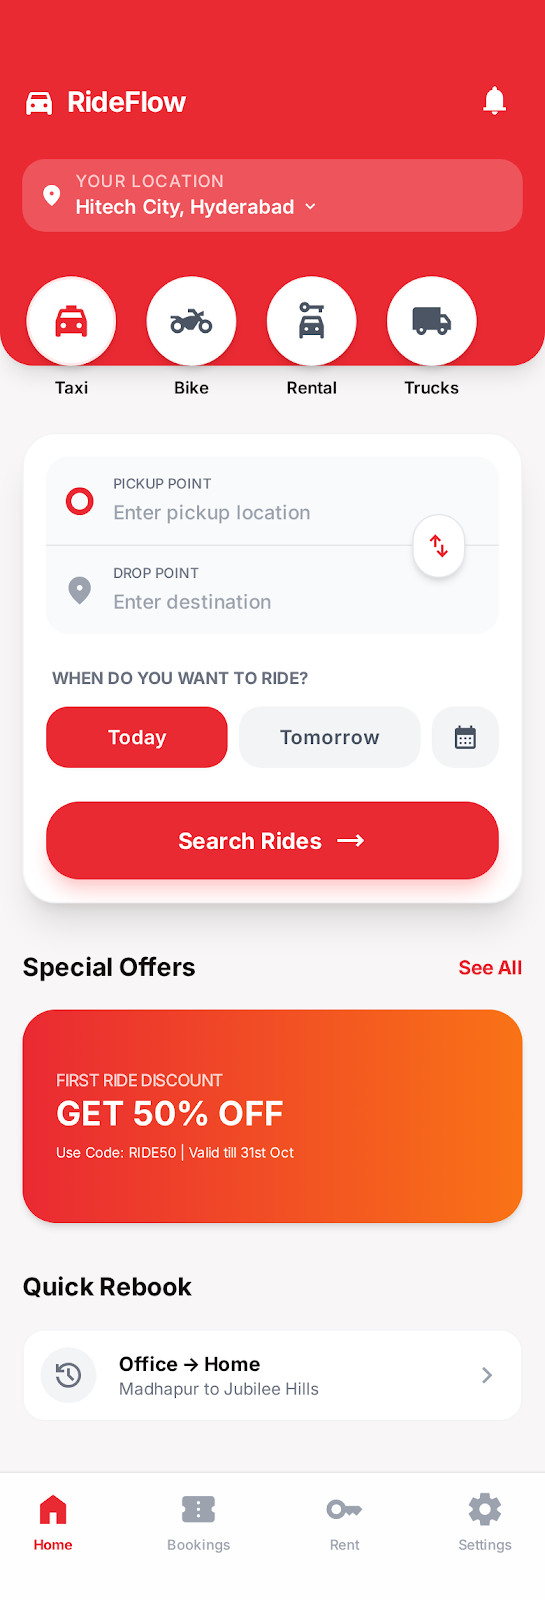 RideFlow
YOUR LOCATION
Hitech City, Hyderabad
Taxi
Bike
Rental
Trucks
PICKUP POINT
Enter pickup location
DROP POINT
Enter destination
WHEN DO YOU WANT TO RIDE?
Today
Tomorrow
Search Rides →
Special Offers
See All
FIRST RIDE DISCOUNT
GET 50% OFF
Use Code: RIDE50 | Valid till 31st Oct
Quick Rebook
Office → Home
Madhapur to Jubilee Hills
Home
Bookings
Rent
Settings